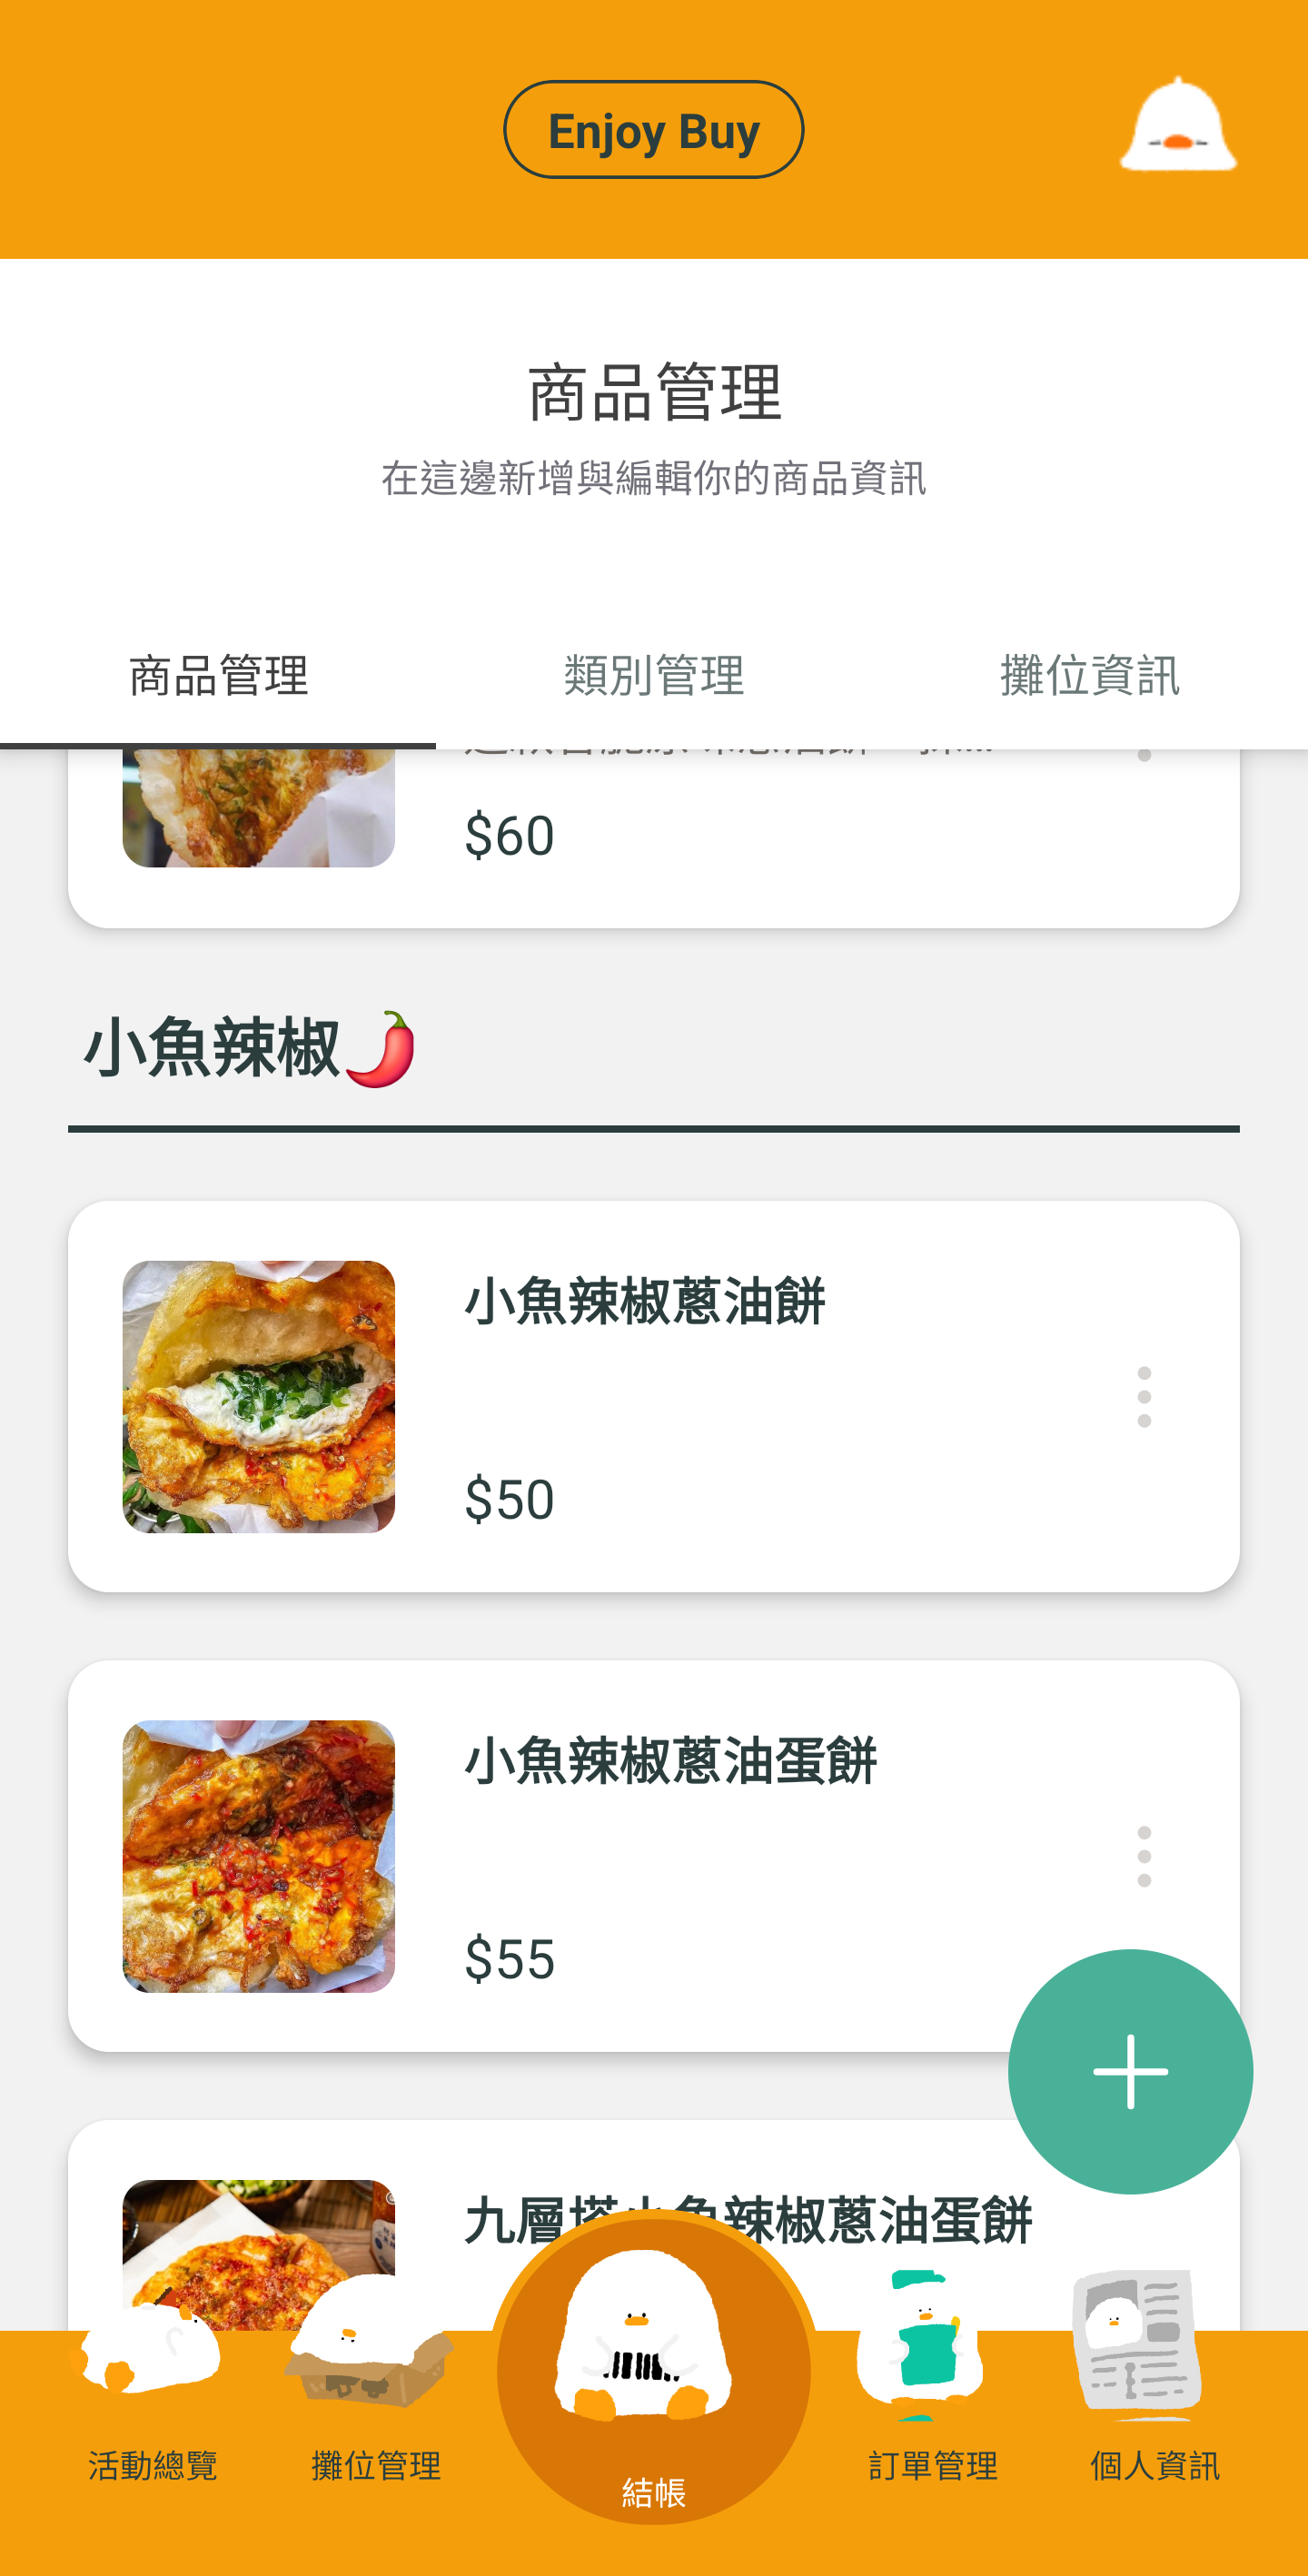 Enjoy Buy
商品管理
在這邊新增與編輯你的商品資訊
商品管理
類別管理
攤位資訊
$60
小魚辣椒🌶️
小魚辣椒蔥油餅
$50
小魚辣椒蔥油蛋餅
$55
九層塔小魚辣椒蔥油蛋餅
活動總覽
攤位管理
結帳
訂單管理
個人資訊